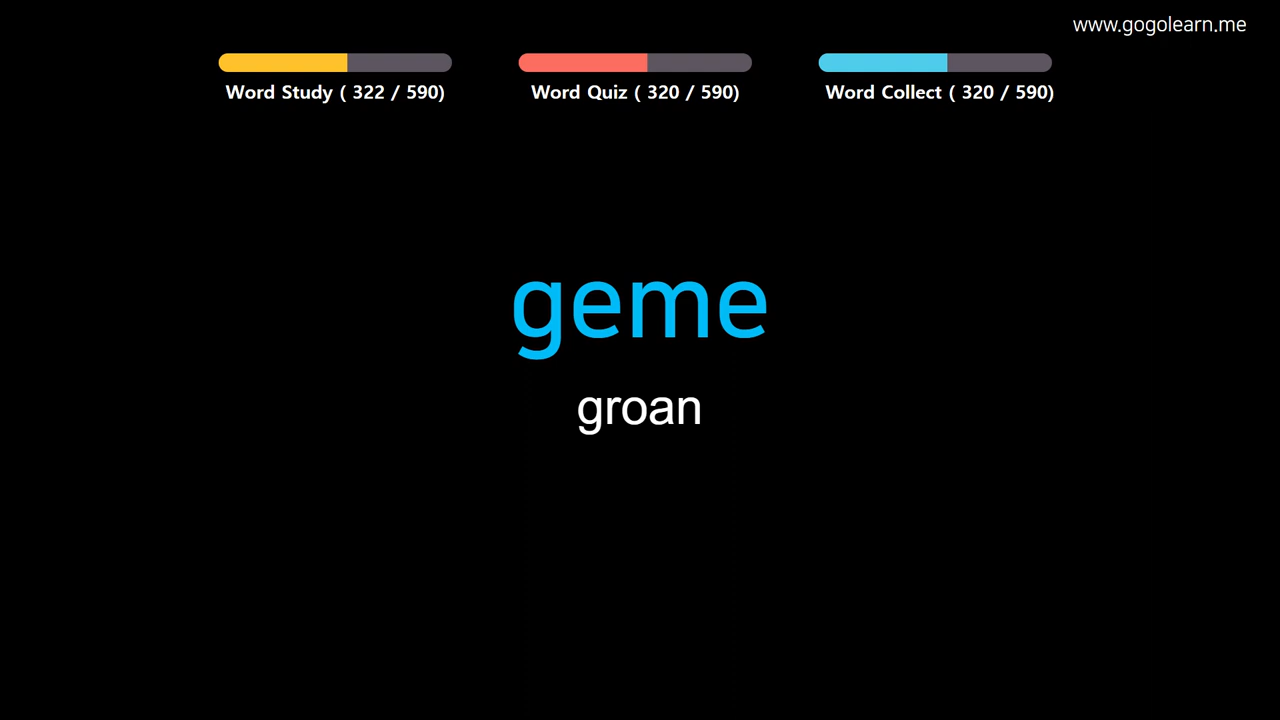 www.gogolearn.me
Word Study ( 322 / 590)
Word Quiz ( 320 / 590)
Word Collect ( 320 / 590)
geme
groan